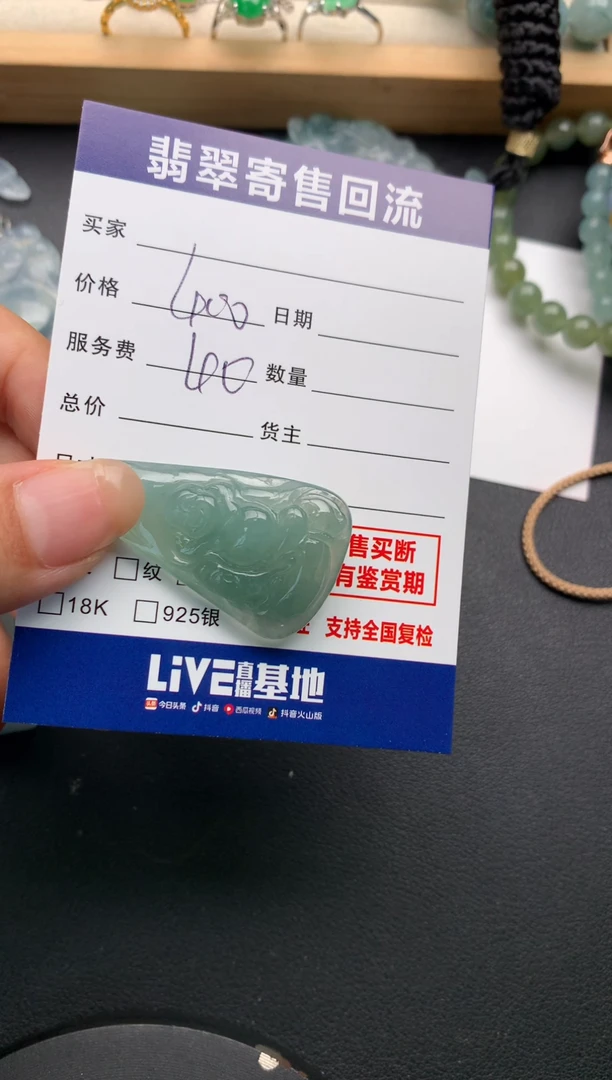 翡翠寄售回流
买家
价格 400 日期
服务费 40 数量
总价 货主
售买断
有鉴赏期
纹
18K 925银
支持全国复检
LiVE直播基地
今日头条 抖音 西瓜视频 抖音火山版